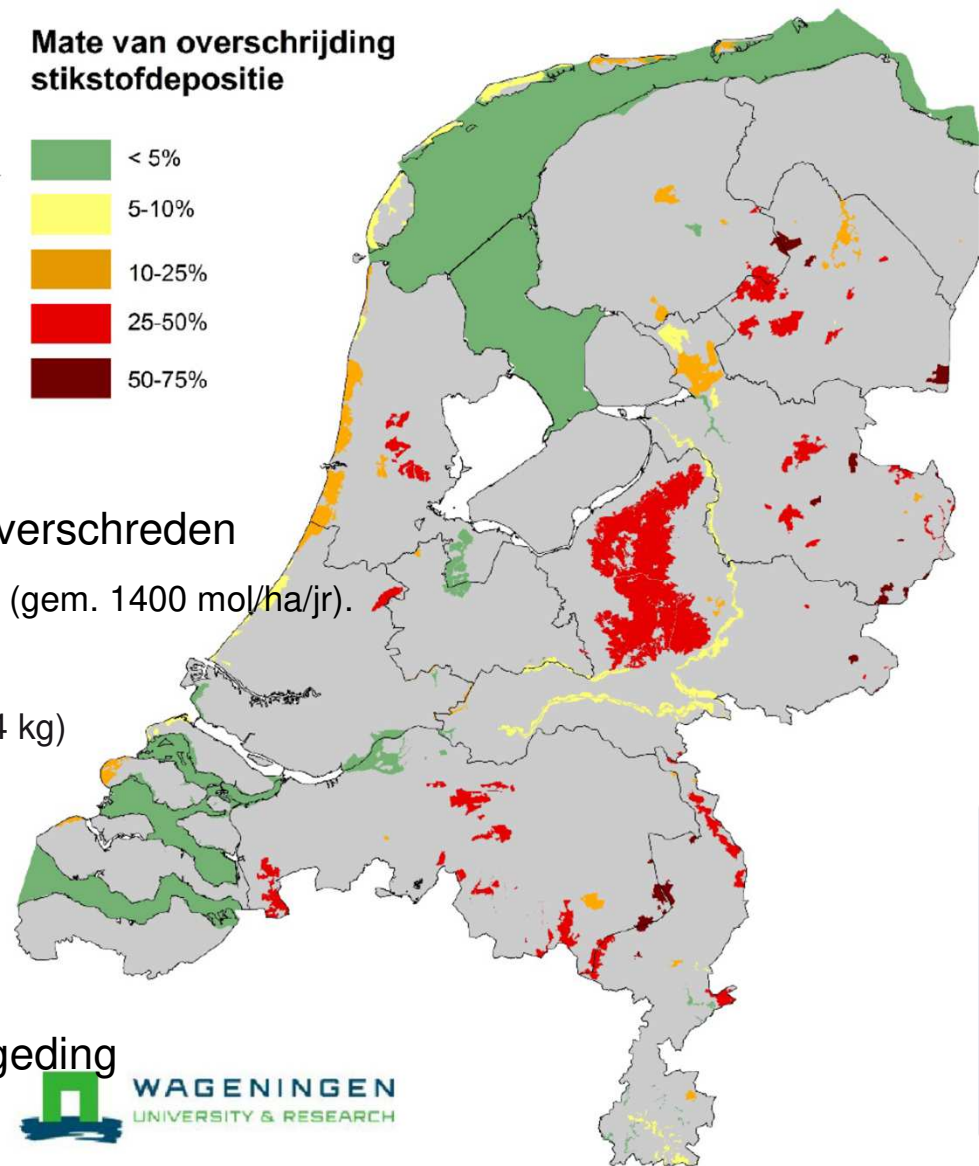 Mate van overschrijding
stikstofdepositie
< 5%
5-10%
10-25%
25-50%
50-75%
verschreden
(gem. 1400 mol/ha/jr).
4 kg)
geding
WAGENINGEN
UNIVERSITY & RESEARCH